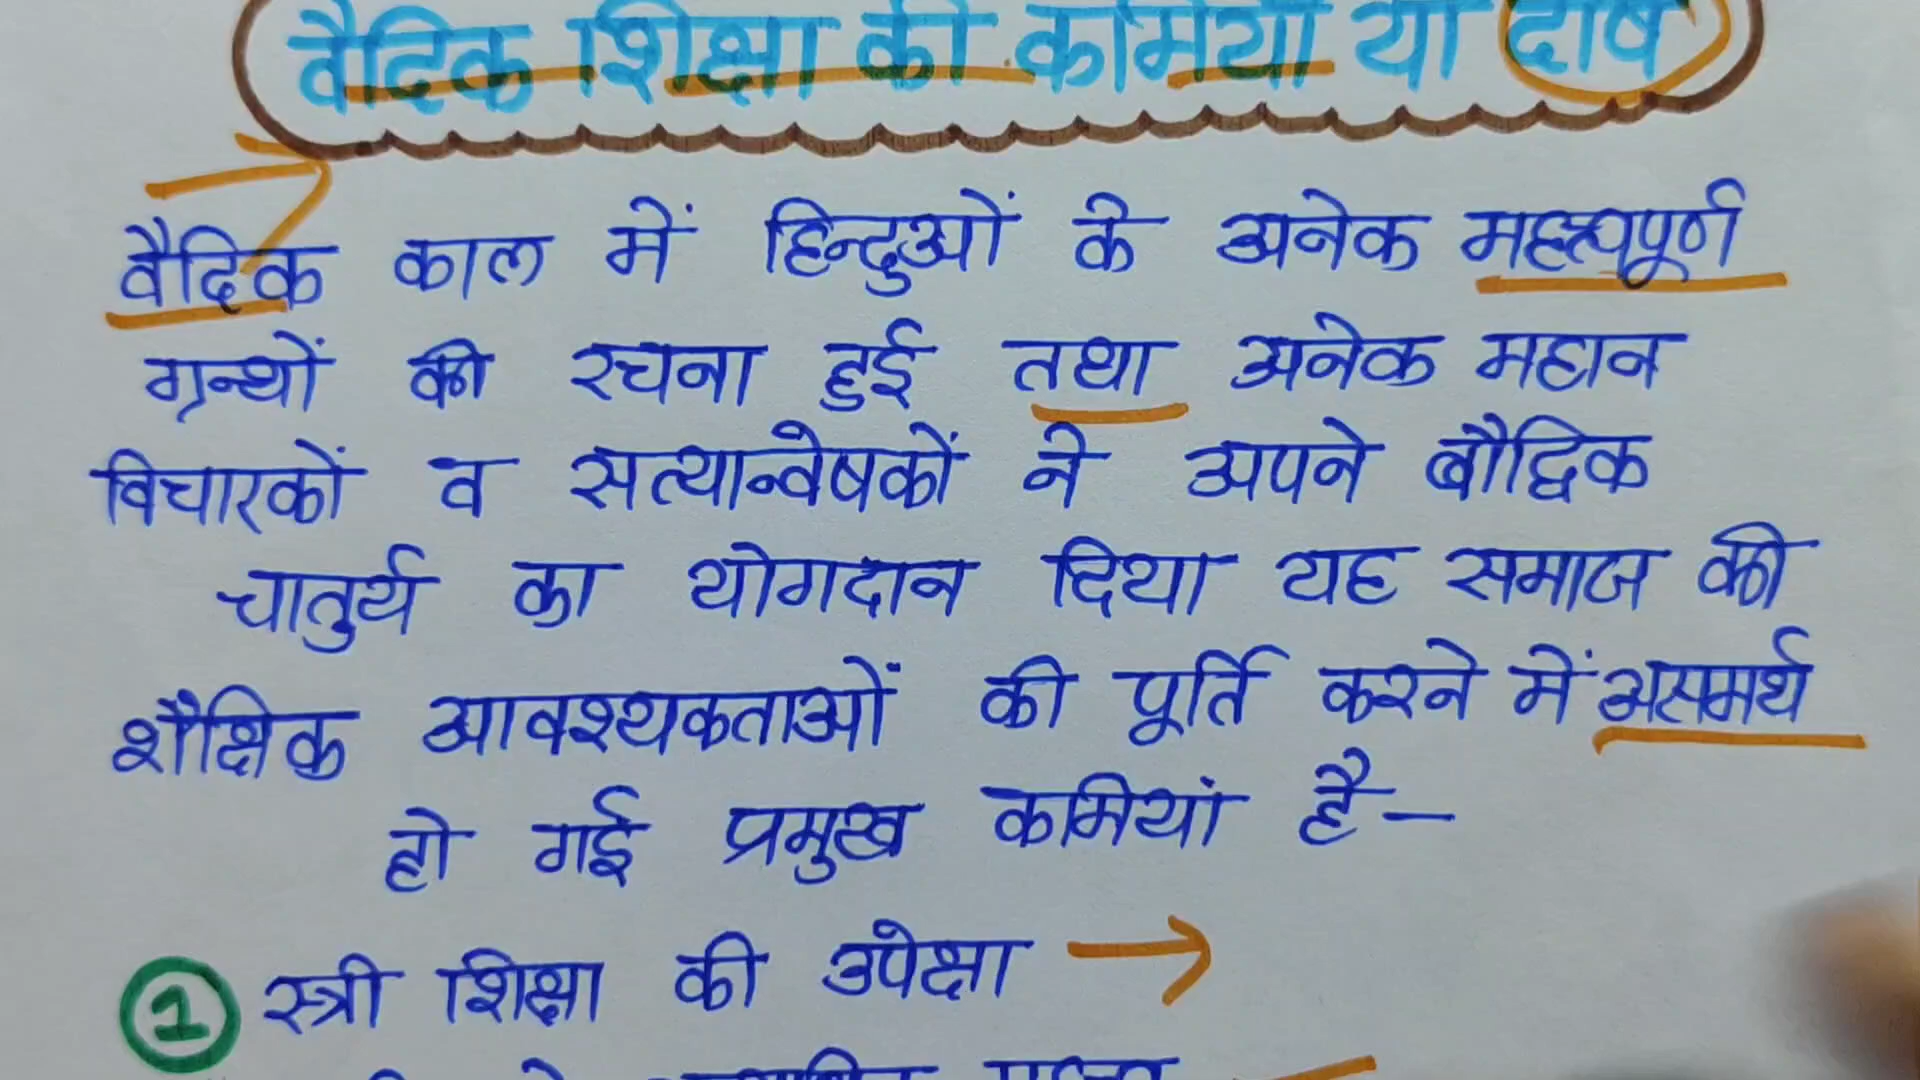 वैदिक शिक्षा की कमियां या दोष
वैदिक काल में हिन्दुओं के अनेक महत्त्वपूर्ण
ग्रन्थों की रचना हुई तथा अनेक महान
विचारकों व सत्यान्वेषकों ने अपने बौद्धिक
चातुर्य का योगदान दिया यह समाज की
शैक्षिक आवश्यकताओं की पूर्ति करने में असमर्थ
हो गई प्रमुख कमियां है-
1 स्त्री शिक्षा की उपेक्षा →